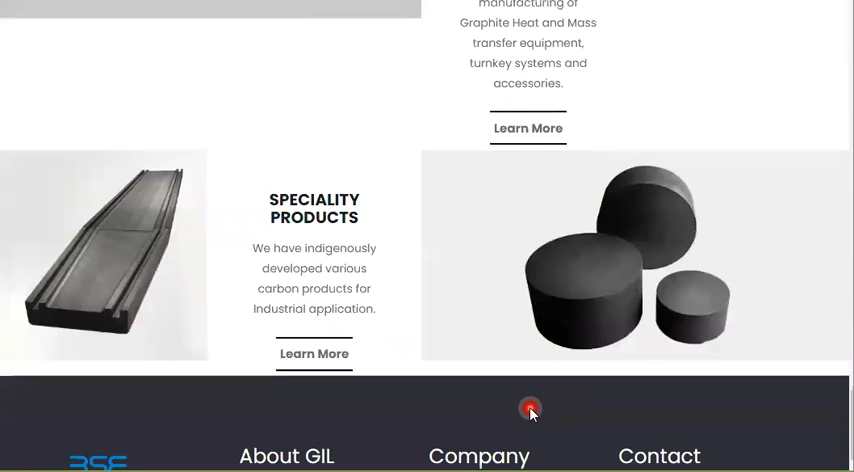 manufacturing of
Graphite Heat and Mass
transfer equipment,
turnkey systems and
accessories.
Learn More
SPECIALITY
PRODUCTS
We have indigenously
developed various
carbon products for
Industrial application.
Learn More
About GIL
Company
Contact